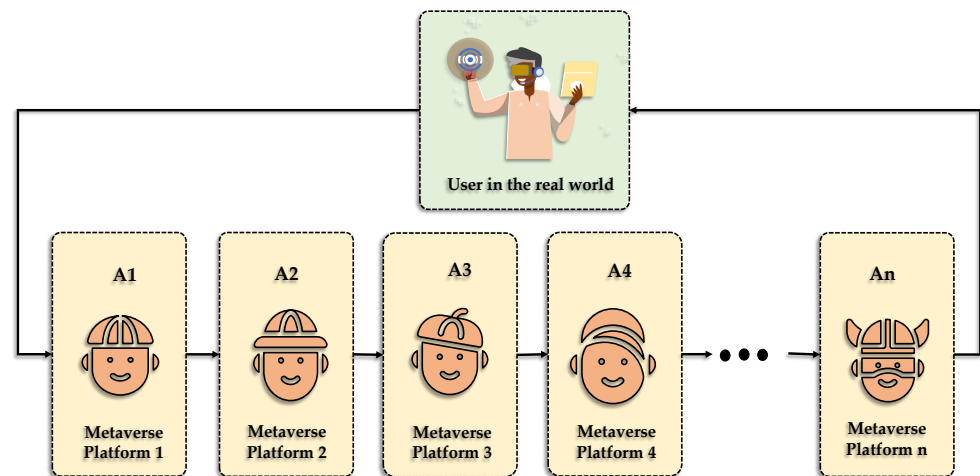 User in the real world
A1
A2
A3
A4
An
Metaverse
Platform 1
Metaverse
Platform 2
Metaverse
Platform 3
Metaverse
Platform 4
Metaverse
Platform n